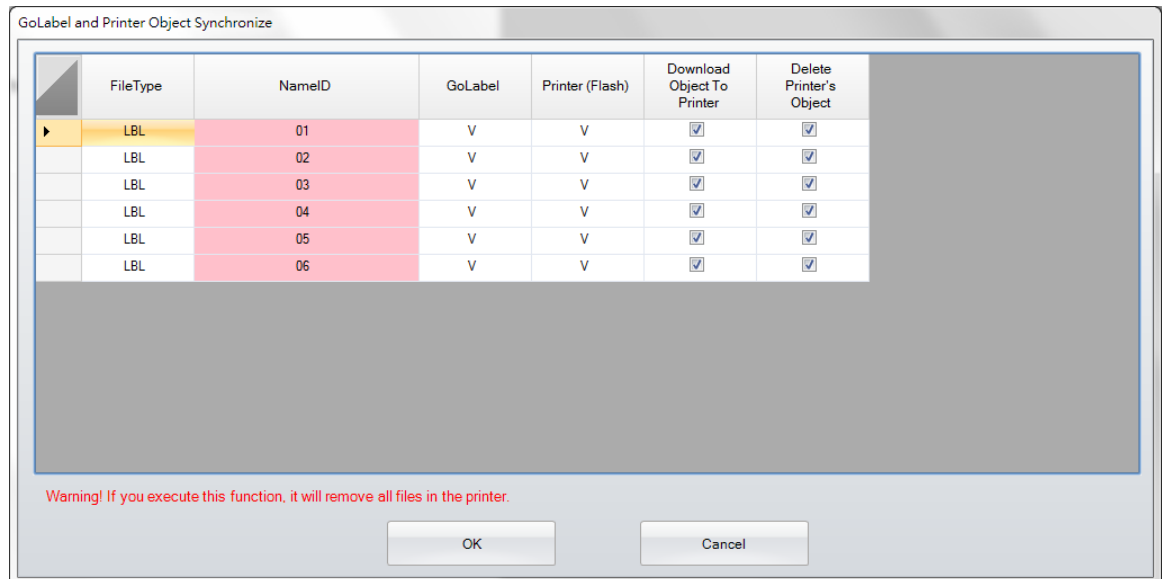 GoLabel and Printer Object Synchronize
FileType NameID GoLabel Printer (Flash) Download Object To Printer Delete Printer's Object
LBL 01 V V
LBL 02 V V
LBL 03 V V
LBL 04 V V
LBL 05 V V
LBL 06 V V
Warning! If you execute this function, it will remove all files in the printer.
OK Cancel